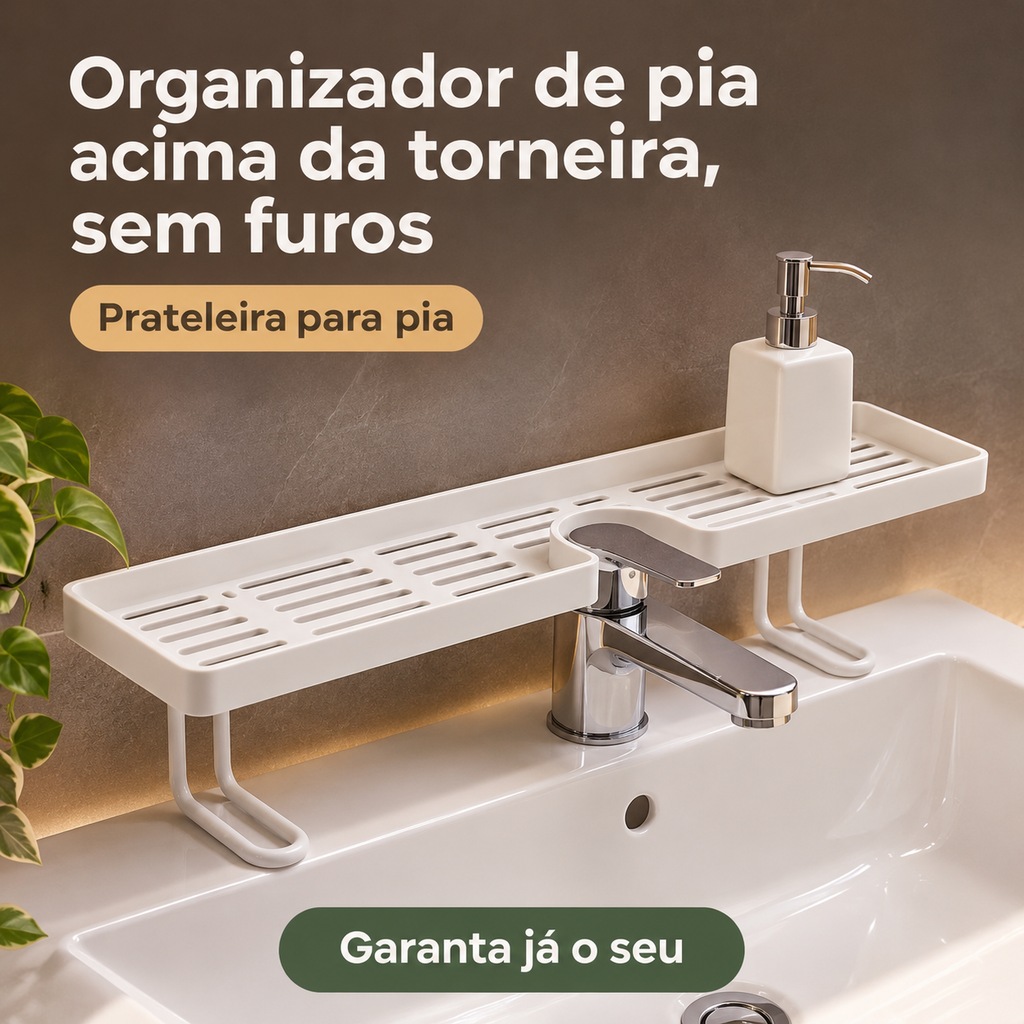 Organizador de pia
acima da torneira,
sem furos
Prateleira para pia
Garanta já o seu